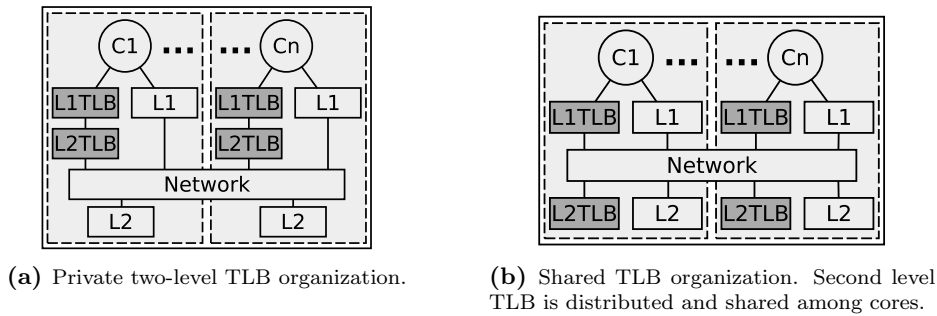 C1 ... ... Cn
L1TLB L1 L1TLB L1
L2TLB L2TLB
Network
L2 L2
(a) Private two-level TLB organization.
C1 ... ... Cn
L1TLB L1 L1TLB L1
Network
L2TLB L2 L2TLB L2
(b) Shared TLB organization. Second level
TLB is distributed and shared among cores.